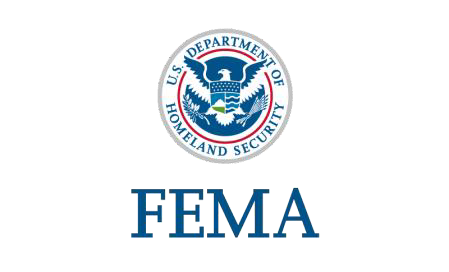 U.S. DEPARTMENT OF
HOMELAND SECURITY
FEMA